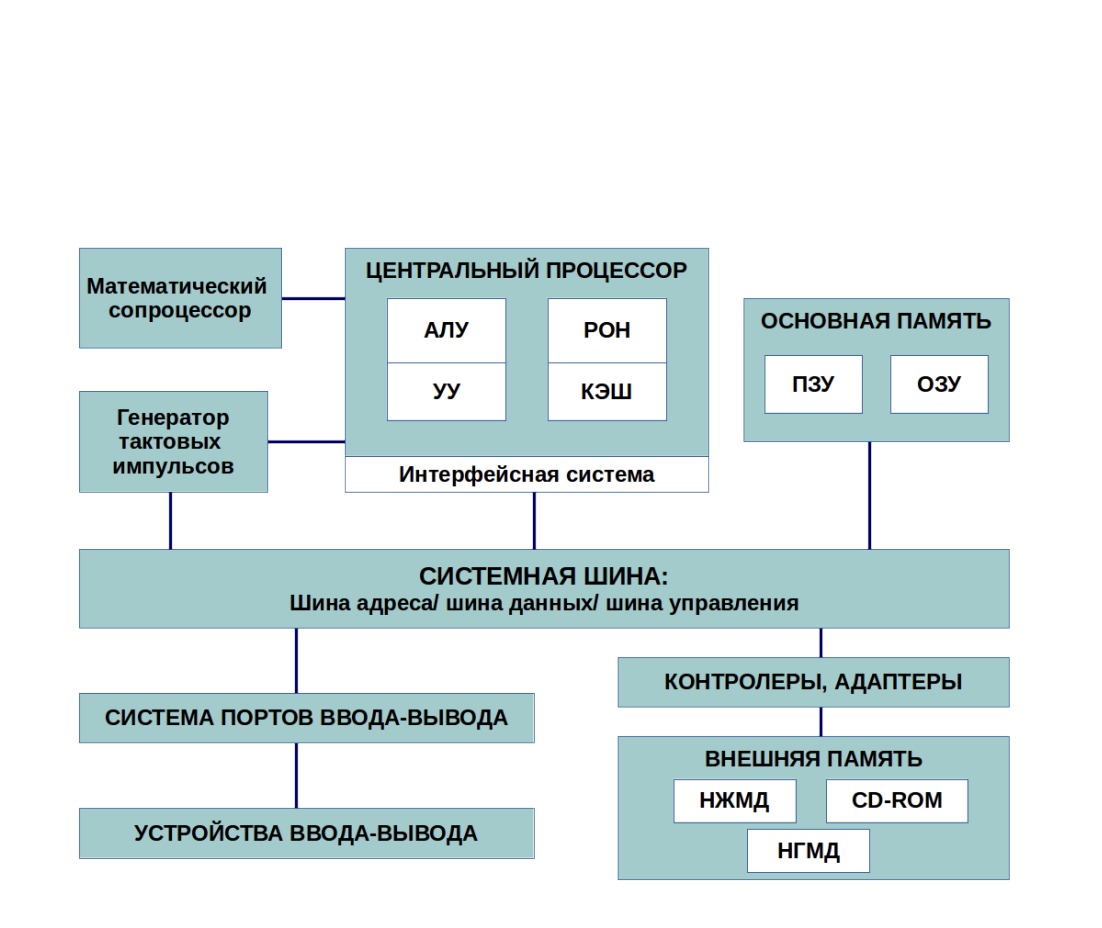 Математический
сопроцессор
ЦЕНТРАЛЬНЫЙ ПРОЦЕССОР
АЛУ
РОН
УУ
КЭШ
Интерфейсная система
ОСНОВНАЯ ПАМЯТЬ
ПЗУ
ОЗУ
Генератор
тактовых
импульсов
СИСТЕМНАЯ ШИНА:
Шина адреса/ шина данных/ шина управления
СИСТЕМА ПОРТОВ ВВОДА-ВЫВОДА
УСТРОЙСТВА ВВОДА-ВЫВОДА
КОНТРОЛЕРЫ, АДАПТЕРЫ
ВНЕШНЯЯ ПАМЯТЬ
НЖМД
CD-ROM
НГМД